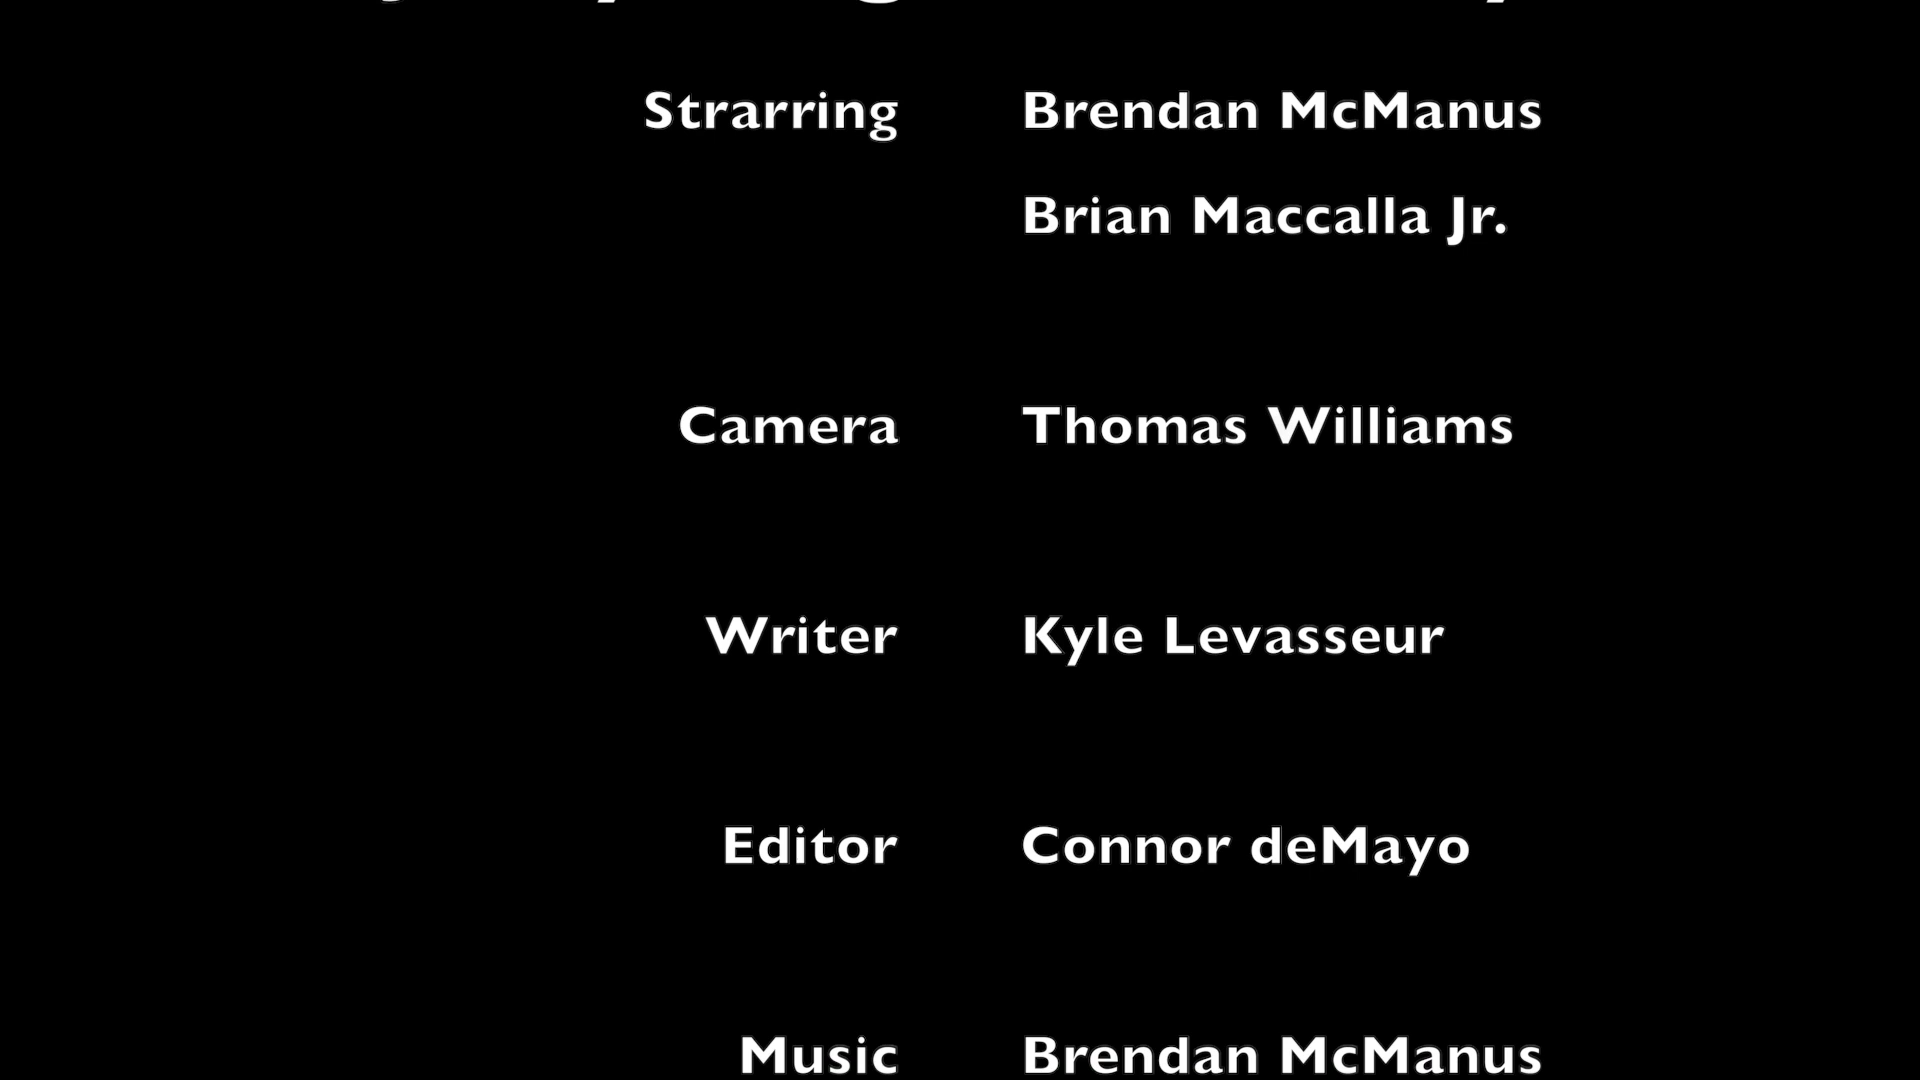 Strarring Brendan McManus
Brian Maccalla Jr.
Camera Thomas Williams
Writer Kyle Levasseur
Editor Connor deMayo
Music Brendan McManus